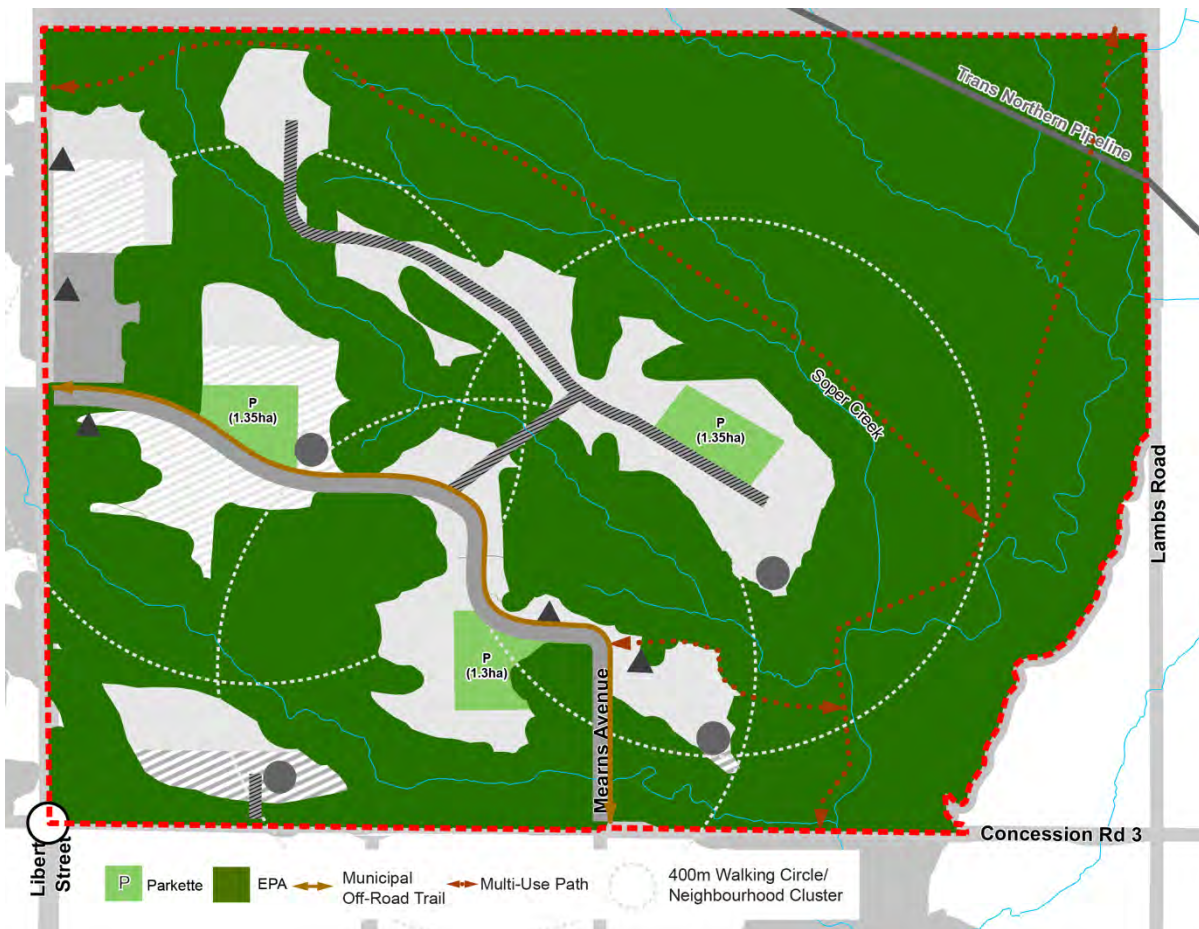 Trans Northern Pipeline
Soper Creek
P
(1.35ha)
P
(1.35ha)
P
(1.3ha)
Lambs Road
Mearns Avenue
Concession Rd 3
Street
P Parkette
EPA
Municipal
Off-Road Trail
Multi-Use Path
400m Walking Circle/
Neighbourhood Cluster